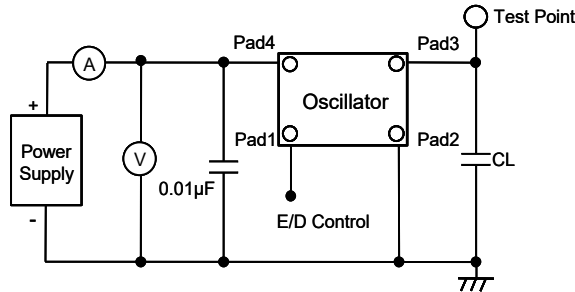 Test Point
Pad4
Pad3
A
Oscillator
+
Pad1
Pad2
Power
Supply
V
0.01µF
CL
E/D Control
-